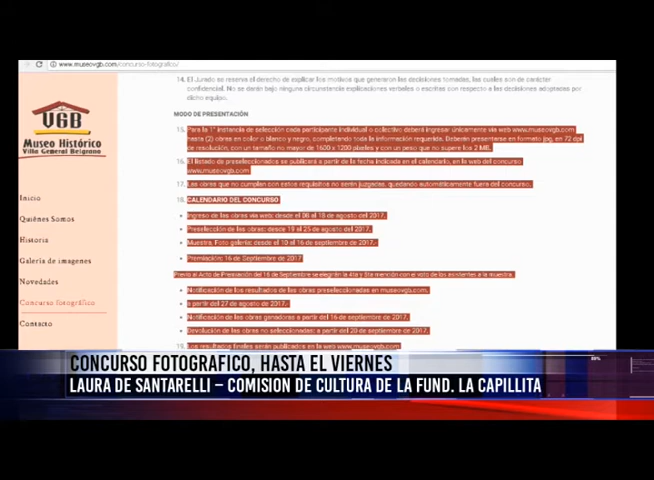 www.museovgb.com/concurso-fotografico/
14. El Jurado se reserva el derecho de explicar los motivos que generaron las decisiones tomadas, las cuales son de carácter
confidencial. No se darán bajo ninguna circunstancia explicaciones verbales o escritas con respecto a las decisiones adoptadas por
dicho equipo.
MODO DE PRESENTACIÓN
15. Para la 1° instancia de selección cada participante individual o colectivo deberá ingresar únicamente vía web www.museovgb.com
hasta (2) obras en color o blanco y negro, completando toda la información requerida. Deberán presentarse en formato jpg, en 72 dpi
de resolución, con un tamaño no mayor de 1600 x 1200 píxeles y con un peso que no supere los 2 MB.
16. El listado de preseleccionados se publicará a partir de la fecha indicada en el calendario, en la web del concurso
www.museovgb.com
17. Las obras que no cumplan con estos requisitos no serán juzgadas, quedando automáticamente fuera del concurso.
18. CALENDARIO DEL CONCURSO
Ingreso de las obras vía web: desde el 08 al 18 de agosto del 2017.
Preselección de las obras: desde 19 al 25 de agosto del 2017.
Muestra, Foto galería: desde el 10 al 16 de septiembre de 2017.-
Premiación: 16 de Septiembre de 2017
Previa al Acto de Premiación del 16 de Septiembre se elegirán la 4ta y 5ta mención con el voto de los asistentes a la muestra.
Notificación de los resultados de las obras preseleccionadas en museovgb.com.
a partir del 27 de agosto de 2017.-
Notificación de las obras ganadoras a partir del 16 de septiembre de 2017.
Devolución de las obras no seleccionadas: a partir del 20 de septiembre de 2017.
19. Los resultados finales serán publicados en la web www.museovgb.com
VGB
Museo Histórico
Villa General Belgrano
Inicio
Quiénes Somos
Historia
Galería de imágenes
Novedades
Concurso fotográfico
Contacto
CONCURSO FOTOGRAFICO, HASTA EL VIERNES
LAURA DE SANTARELLI – COMISION DE CULTURA DE LA FUND. LA CAPILLITA